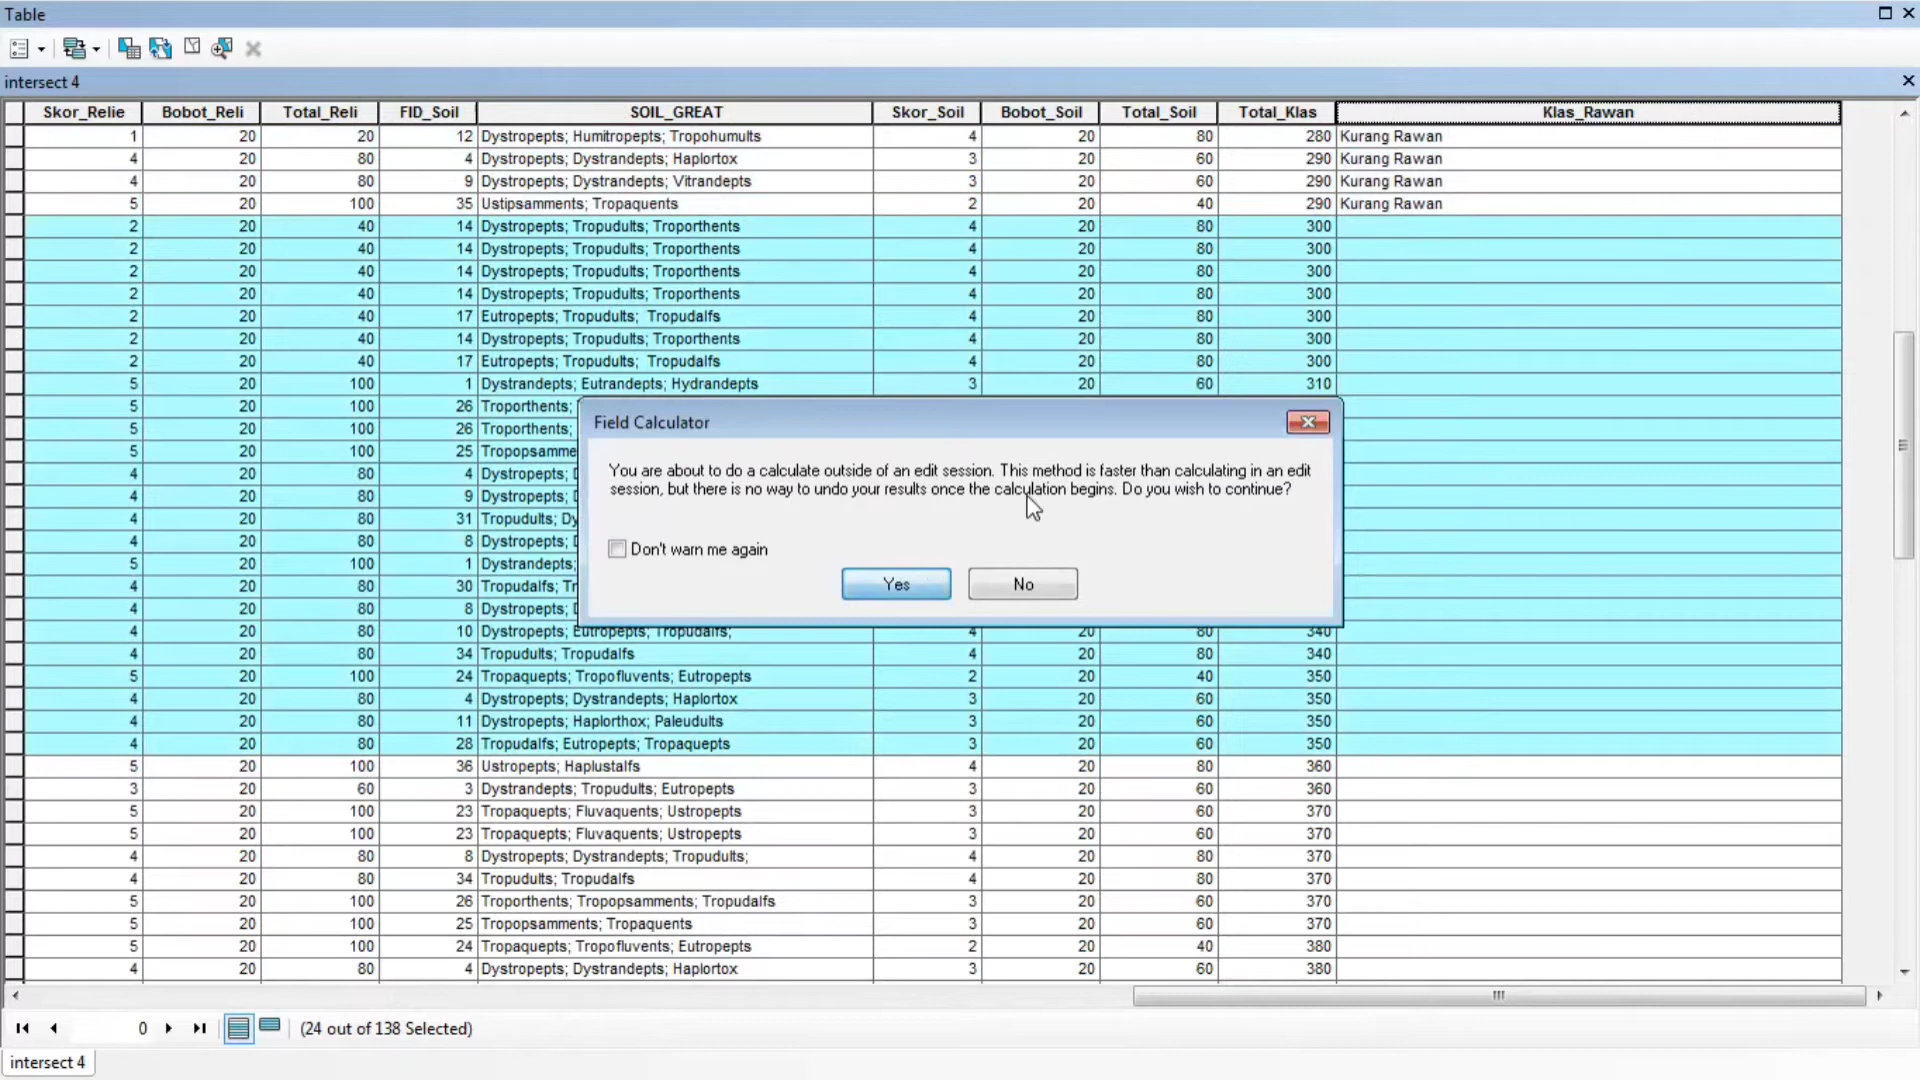 Table
intersect 4
Skor_Relie Bobot_Reli Total_Reli FID_Soil SOIL_GREAT Skor_Soil Bobot_Soil Total_Soil Total_Klas Klas_Rawan
1 20 20 12 Dystropepts; Humitropepts; Tropohumults 4 20 80 280 Kurang Rawan
4 20 80 4 Dystropepts; Dystrandepts; Haplortox 3 20 60 290 Kurang Rawan
4 20 80 9 Dystropepts; Dystrandepts; Vitrandepts 3 20 60 290 Kurang Rawan
5 20 100 35 Ustipsamments; Tropaquents 2 20 40 290 Kurang Rawan
2 20 40 14 Dystropepts; Tropudults; Troporthents 4 20 80 300
2 20 40 14 Dystropepts; Tropudults; Troporthents 4 20 80 300
2 20 40 14 Dystropepts; Tropudults; Troporthents 4 20 80 300
2 20 40 14 Dystropepts; Tropudults; Troporthents 4 20 80 300
2 20 40 17 Eutropepts; Tropudults; Tropudalfs 4 20 80 300
2 20 40 14 Dystropepts; Tropudults; Troporthents 4 20 80 300
2 20 40 17 Eutropepts; Tropudults; Tropudalfs 4 20 80 300
5 20 100 1 Dystrandepts; Eutrandepts; Hydrandepts 3 20 60 310
5 20 100 26 Troporthents;
5 20 100 26 Troporthents;
5 20 100 25 Tropopsamme
4 20 80 4 Dystropepts;
4 20 80 9 Dystropepts;
4 20 80 31 Tropudults; Dy
4 20 80 8 Dystropepts;
5 20 100 1 Dystrandepts;
4 20 80 30 Tropudalfs; Tr
4 20 80 8 Dystropepts;
4 20 80 10 Dystropepts; Eutropepts; Tropudalfs; 4 20 80 340
4 20 80 34 Tropudults; Tropudalfs 4 20 80 340
5 20 100 24 Tropaquepts; Tropofluvents; Eutropepts 2 20 40 350
4 20 80 4 Dystropepts; Dystrandepts; Haplortox 3 20 60 350
4 20 80 11 Dystropepts; Haplorthox; Paleudults 3 20 60 350
4 20 80 28 Tropudalfs; Eutropepts; Tropaquepts 3 20 60 350
5 20 100 36 Ustropepts; Haplustalfs 4 20 80 360
3 20 60 3 Dystrandepts; Tropudults; Eutropepts 3 20 60 360
5 20 100 23 Tropaquepts; Fluvaquents; Ustropepts 3 20 60 370
5 20 100 23 Tropaquepts; Fluvaquents; Ustropepts 3 20 60 370
4 20 80 8 Dystropepts; Dystrandepts; Tropudults; 4 20 80 370
4 20 80 34 Tropudults; Tropudalfs 4 20 80 370
5 20 100 26 Troporthents; Tropopsamments; Tropudalfs 3 20 60 370
5 20 100 25 Tropopsamments; Tropaquents 3 20 60 370
5 20 100 24 Tropaquepts; Tropofluvents; Eutropepts 2 20 40 380
4 20 80 4 Dystropepts; Dystrandepts; Haplortox 3 20 60 380
Field Calculator
You are about to do a calculate outside of an edit session. This method is faster than calculating in an edit
session, but there is no way to undo your results once the calculation begins. Do you wish to continue?
Don't warn me again
Yes No
0 (24 out of 138 Selected)
intersect 4